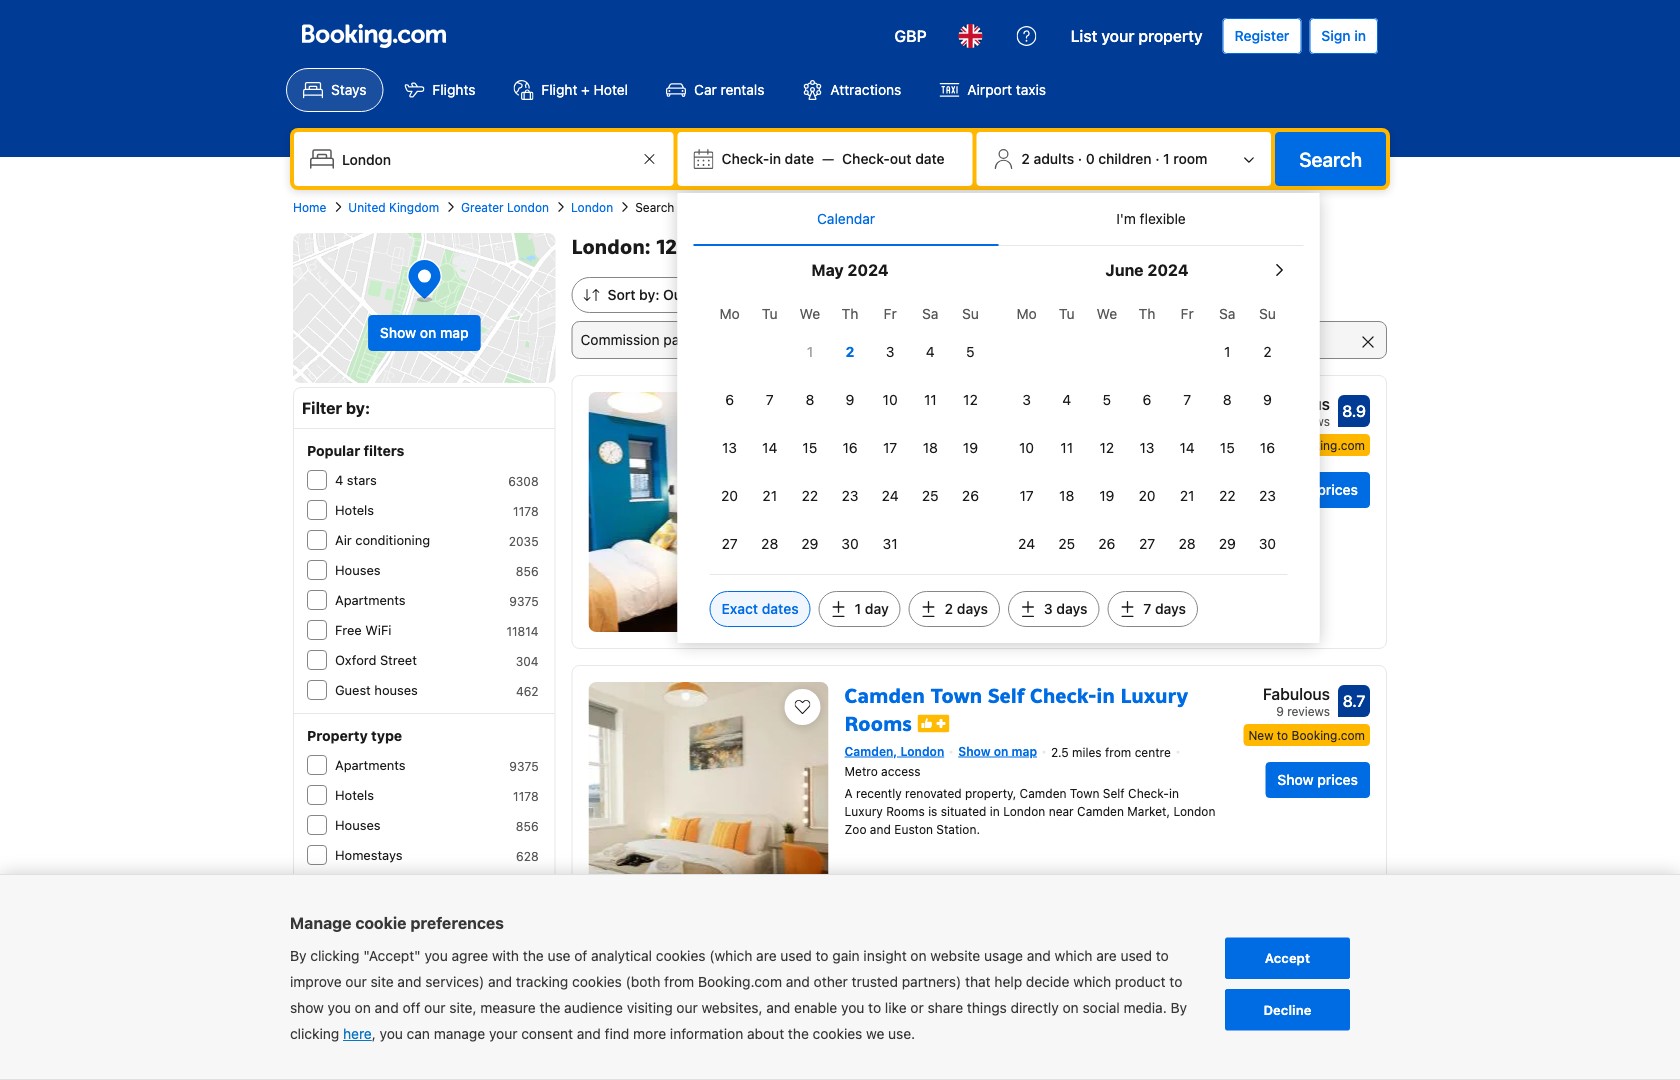 Booking.com
GBP
List your property
Register
Sign in
Stays
Flights
Flight + Hotel
Car rentals
Attractions
TAXI
Airport taxis
London
Check-in date — Check-out date
2 adults · 0 children · 1 room
Search
Home > United Kingdom > Greater London > London > Search
Show on map
London: 12
Sort by:
Commission
Calendar
I'm flexible
May 2024
Mo Tu We Th Fr Sa Su
1 2 3 4 5
6 7 8 9 10 11 12
13 14 15 16 17 18 19
20 21 22 23 24 25 26
27 28 29 30 31
June 2024
Mo Tu We Th Fr Sa Su
1 2
3 4 5 6 7 8 9
10 11 12 13 14 15 16
17 18 19 20 21 22 23
24 25 26 27 28 29 30
Exact dates
± 1 day
± 2 days
± 3 days
± 7 days
8.9
ing.com
prices
Filter by:
Popular filters
4 stars 6308
Hotels 1178
Air conditioning 2035
Houses 856
Apartments 9375
Free WiFi 11814
Oxford Street 304
Guest houses 462
Property type
Apartments 9375
Hotels 1178
Houses 856
Homestays 628
Camden Town Self Check-in Luxury
Rooms
Camden, London Show on map 2.5 miles from centre
Metro access
A recently renovated property, Camden Town Self Check-in
Luxury Rooms is situated in London near Camden Market, London
Zoo and Euston Station.
Fabulous 8.7
9 reviews
New to Booking.com
Show prices
Manage cookie preferences
By clicking "Accept" you agree with the use of analytical cookies (which are used to gain insight on website usage and which are used to
improve our site and services) and tracking cookies (both from Booking.com and other trusted partners) that help decide which product to
show you on and off our site, measure the audience visiting our websites, and enable you to like or share things directly on social media. By
clicking here, you can manage your consent and find more information about the cookies we use.
Accept
Decline